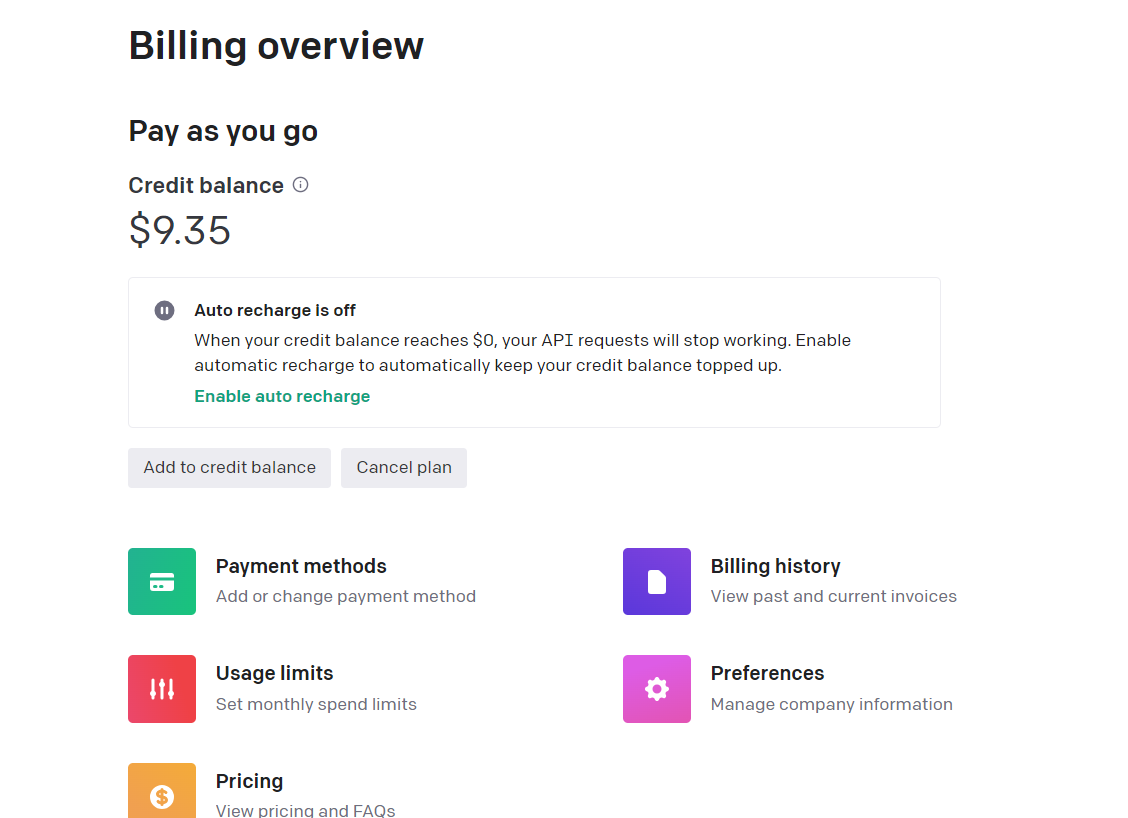 Billing overview
Pay as you go
Credit balance
$9.35
Auto recharge is off
When your credit balance reaches $0, your API requests will stop working. Enable
automatic recharge to automatically keep your credit balance topped up.
Enable auto recharge
Add to credit balance
Cancel plan
Payment methods
Add or change payment method
Billing history
View past and current invoices
Usage limits
Set monthly spend limits
Preferences
Manage company information
Pricing
View pricing and FAQs